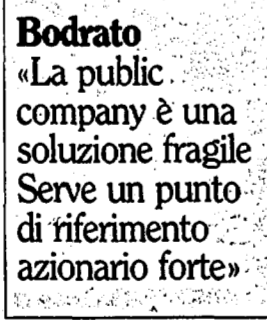 Bodrato
«La public
company è una
soluzione fragile
Serve un punto
di riferimento
azionario forte»